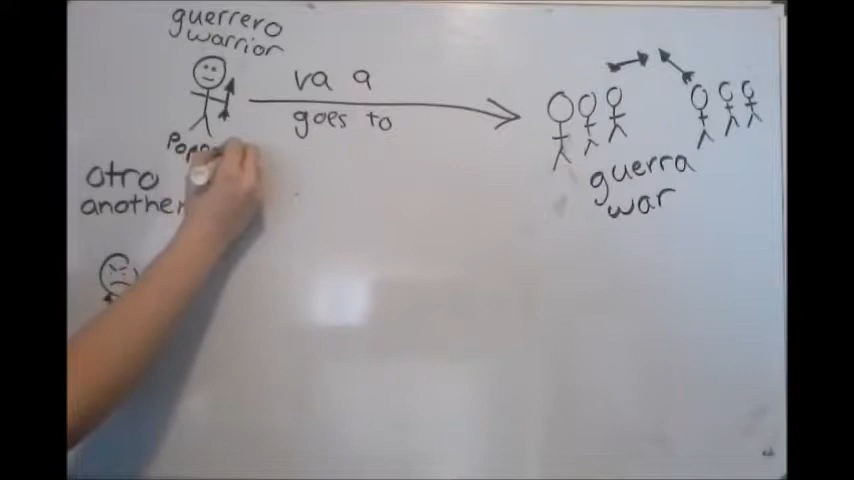 guerrero
warrior
va a
goes to
guerra
war
otro
another